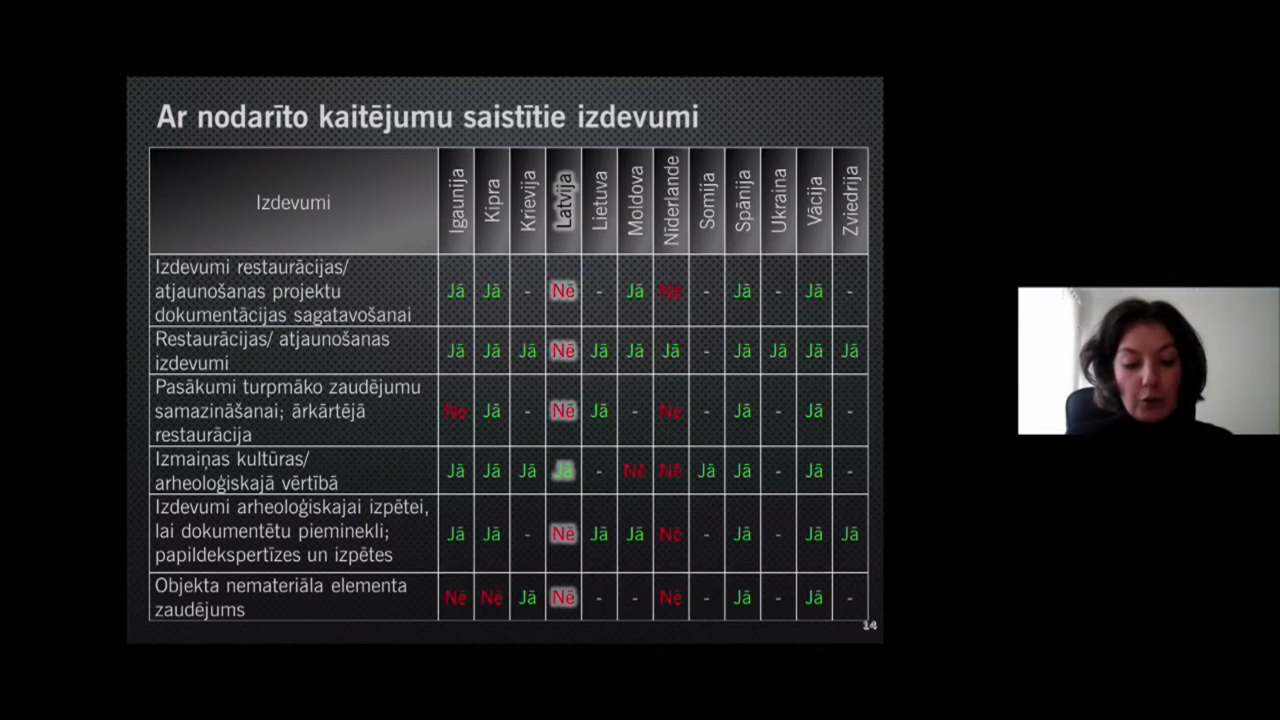 Ar nodarīto kaitējumu saistītie izdevumi
Izdevumi Igaunija Kipra Krievija Latvija Lietuva Moldova Nīderlande Somija Spānija Ukraina Vācija Zviedrija
Izdevumi restaurācijas/
atjaunošanas projektu Jā Jā - Nē - Jā Nē - Jā - Jā -
dokumentācijas sagatavošanai
Restaurācijas/ atjaunošanas
izdevumi Jā Jā Jā Nē Jā Jā Jā - Jā Jā Jā Jā
Pasākumi turpmāko zaudējumu
samazināšanai; ārkārtējā Nē Jā - Nē Jā - Nē - Jā - Jā -
restaurācija
Izmaiņas kultūras/
arheoloģiskajā vērtībā Jā Jā Jā Jā - Nē Nē Jā Jā - Jā -
Izdevumi arheoloģiskajai izpētei,
lai dokumentētu pieminekli; Jā Jā - Nē Jā Jā Nē - Jā - Jā Jā
papildekspertīzes un izpētes
Objekta nemateriāla elementa
zaudējums Nē Nē Jā Nē - - Nē - Jā - Jā -
14